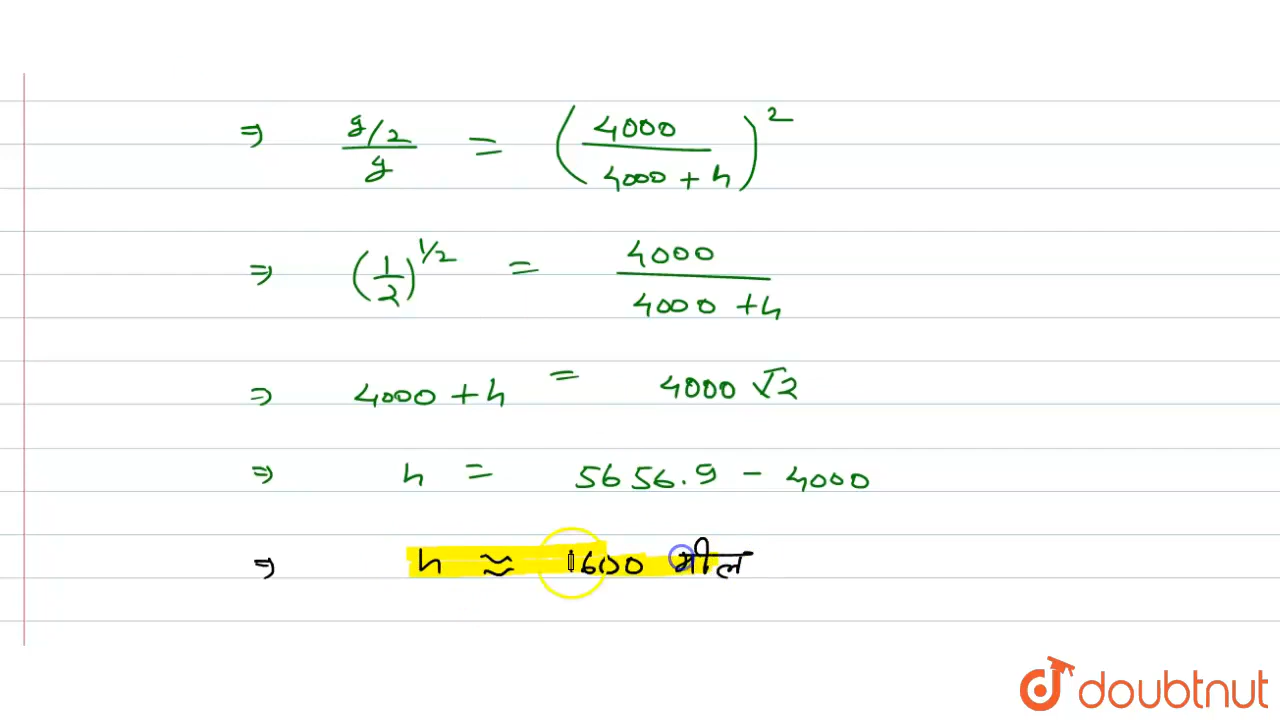 ⇒ g/2 / g = (4000 / 4000 + h)^2
⇒ (1/2)^1/2 = 4000 / 4000 + h
⇒ 4000 + h = 4000 √2
⇒ h = 5656.9 - 4000
⇒ h ≈ 1600 मील
doubtnut